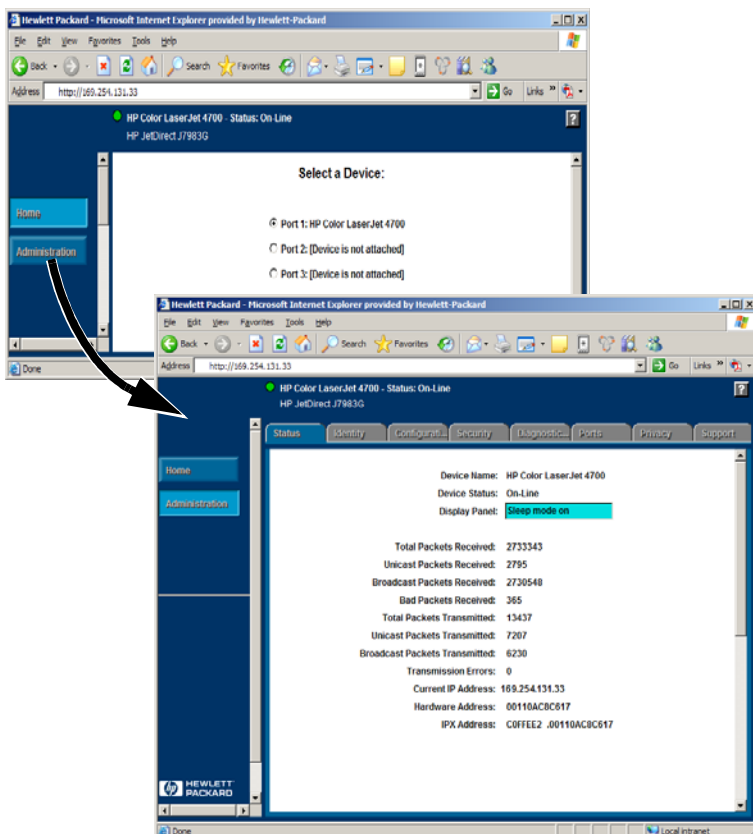 Hewlett Packard - Microsoft Internet Explorer provided by Hewlett-Packard
File Edit View Favorites Tools Help
Back Search Favorites
Address http://169.254.131.33 Go Links »
HP Color LaserJet 4700 - Status: On-Line
HP JetDirect J7983G
?
Select a Device:
Home
Administration
Port 1: HP Color LaserJet 4700
Port 2: [Device is not attached]
Port 3: [Device is not attached]
Done
Hewlett Packard - Microsoft Internet Explorer provided by Hewlett-Packard
File Edit View Favorites Tools Help
Back Search Favorites
Address http://169.254.131.33 Go Links »
HP Color LaserJet 4700 - Status: On-Line
HP JetDirect J7983G
?
Status Identity Configurati... Security Diagnostic... Ports Privacy Support
Home
Administration
Device Name: HP Color LaserJet 4700
Device Status: On-Line
Display Panel: Sleep mode on
Total Packets Received: 2733343
Unicast Packets Received: 2795
Broadcast Packets Received: 2730548
Bad Packets Received: 365
Total Packets Transmitted: 13437
Unicast Packets Transmitted: 7207
Broadcast Packets Transmitted: 6230
Transmission Errors: 0
Current IP Address: 169.254.131.33
Hardware Address: 00110AC8C617
IPX Address: C0FFEE2 .00110AC8C617
hp HEWLETT
PACKARD
Done Local intranet